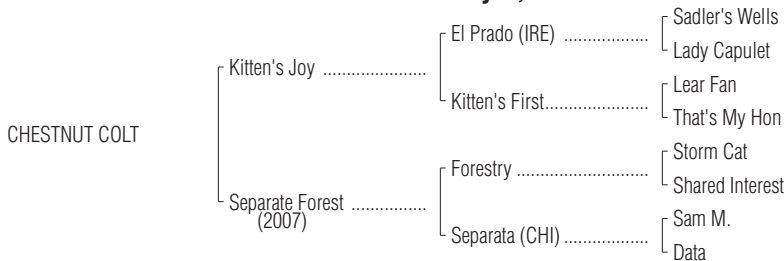 Sadler's Wells
El Prado (IRE) ...................
Lady Capulet
Kitten's Joy .......................
Lear Fan
Kitten's First.......................
That's My Hon
CHESTNUT COLT
Storm Cat
Forestry .............................
Shared Interest
Separate Forest .................
(2007)
Sam M.
Separata (CHI) ...................
Data